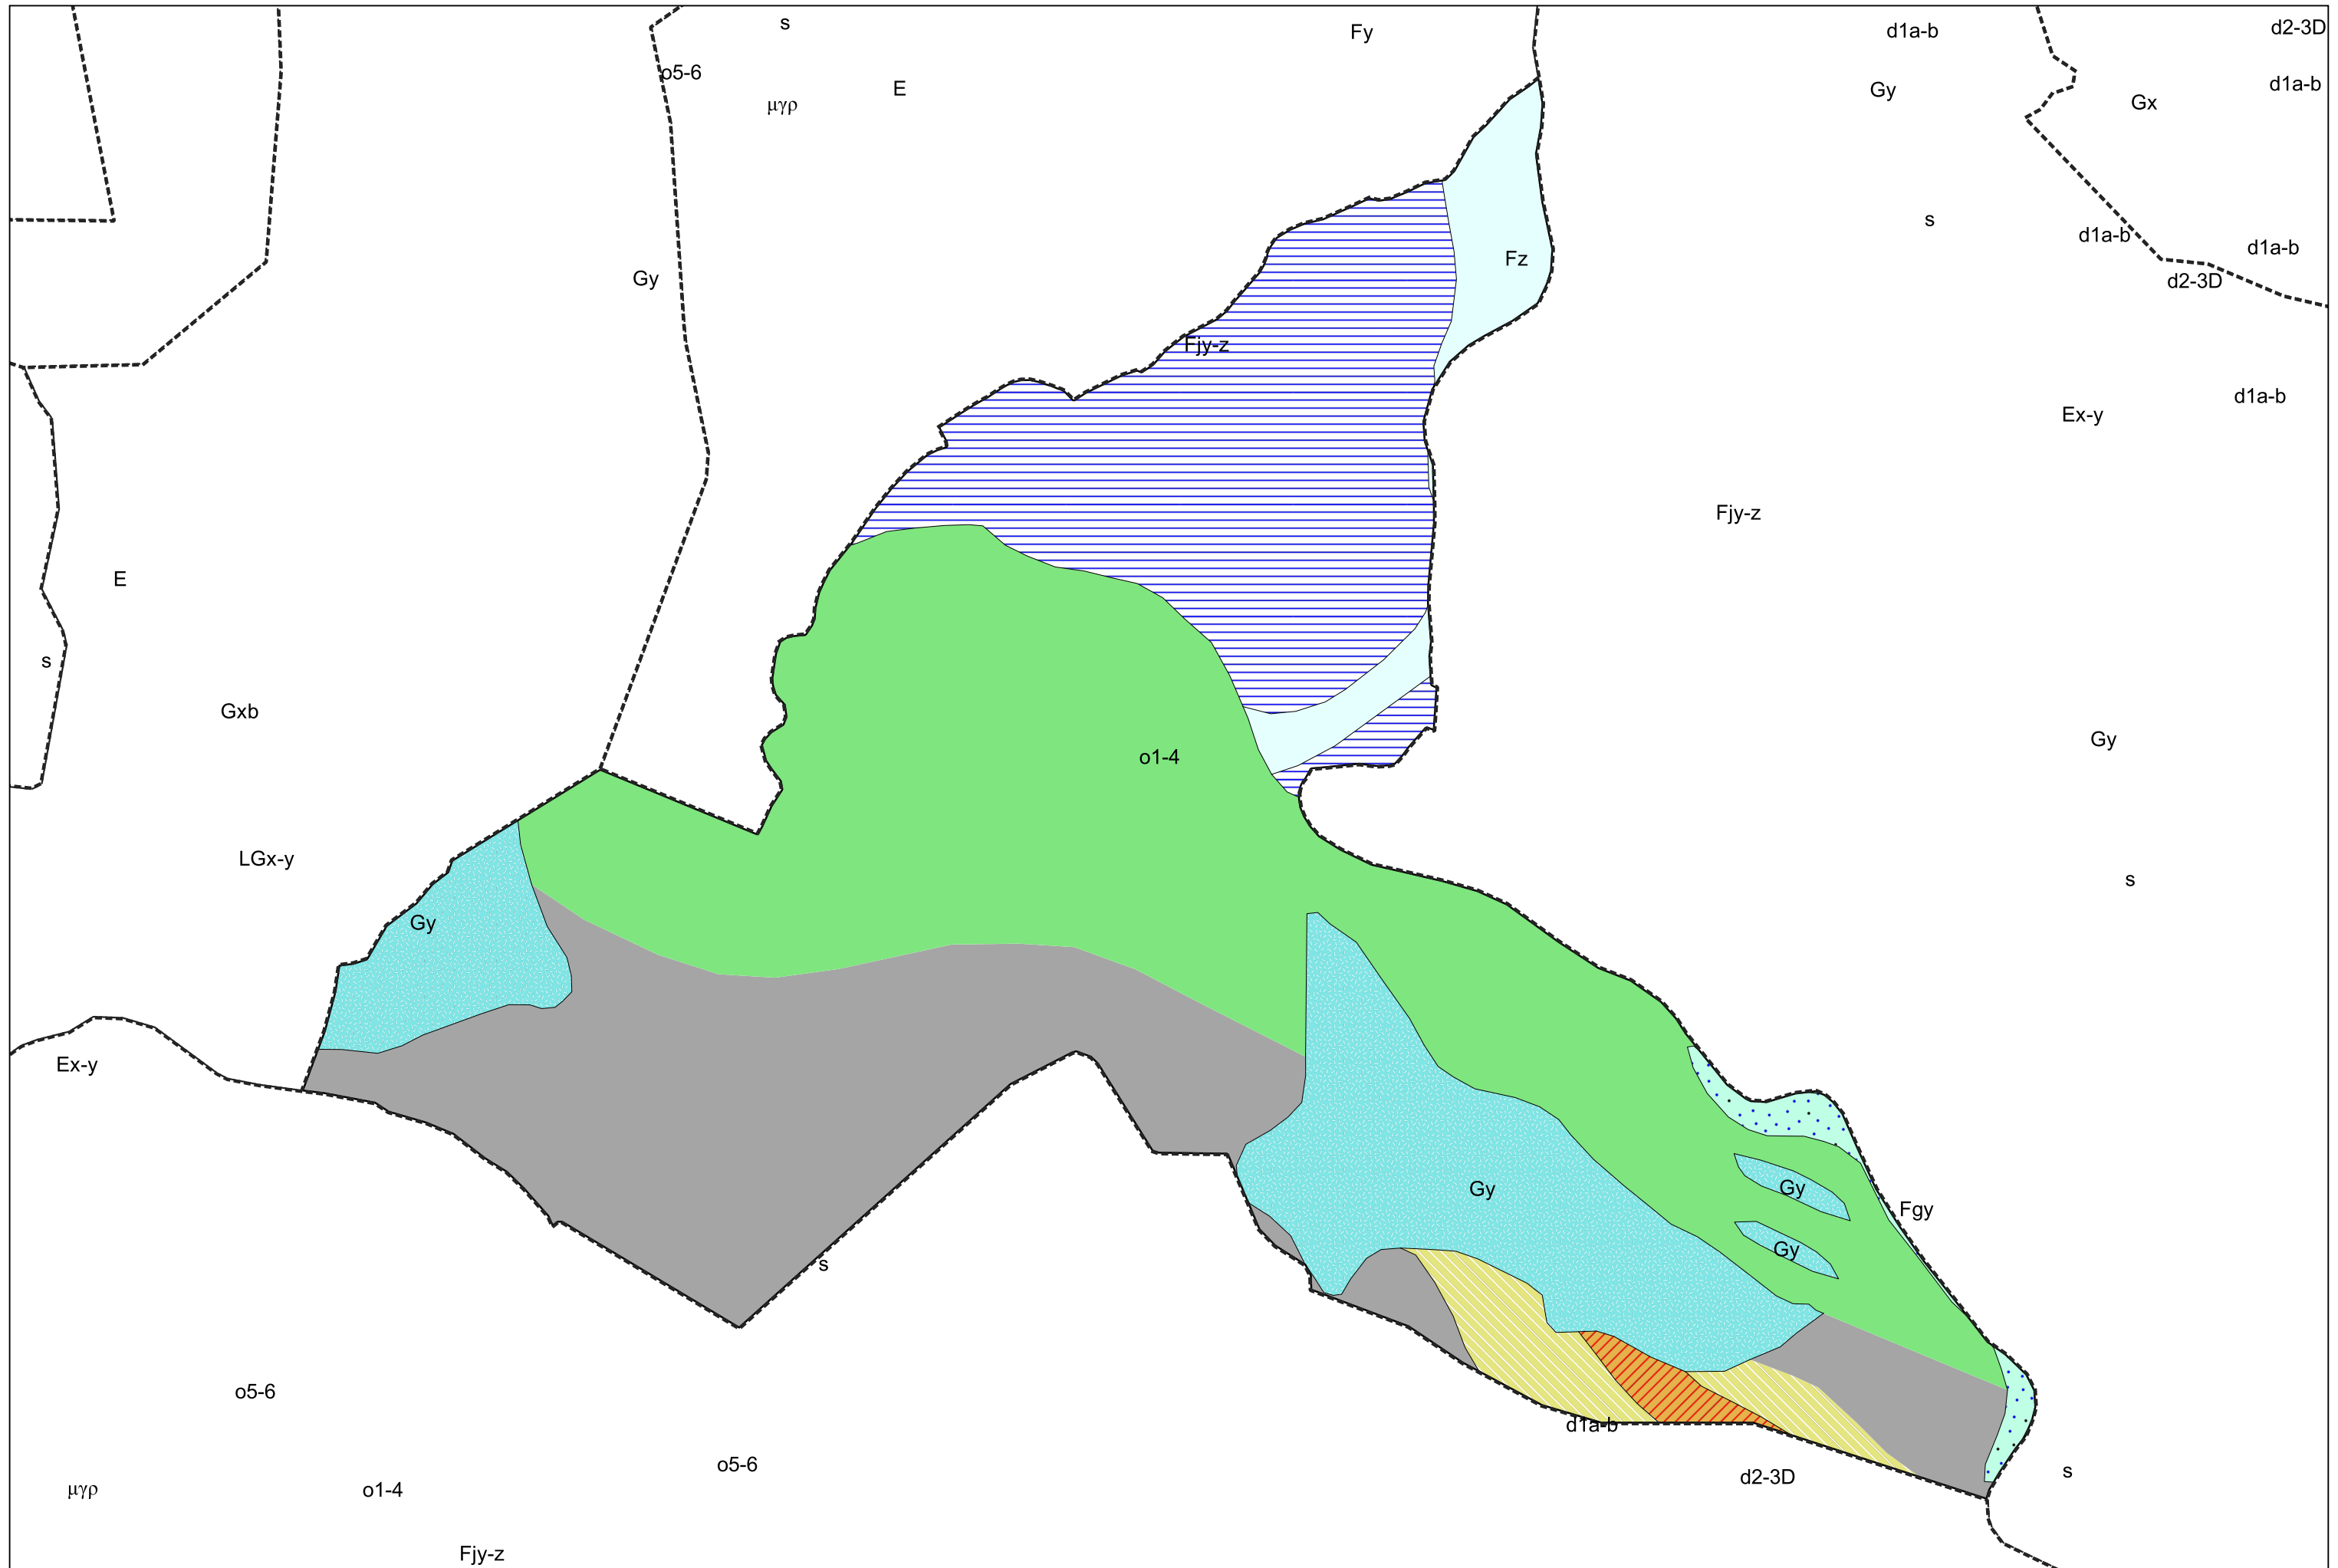 s
Fy
d1a-b
d2-3D
o5-6
E
Gy
d1a-b
μγρ
Gx
s
d1a-b
d1a-b
Fz
Gy
d2-3D
Fjy-z
d1a-b
Ex-y
Fjy-z
E
s
Gxb
Gy
o1-4
LGx-y
s
Gy
Ex-y
Gy
Gy
Fgy
Gy
s
o5-6
d1a-b
o5-6
s
d2-3D
μγρ
o1-4
Fjy-z